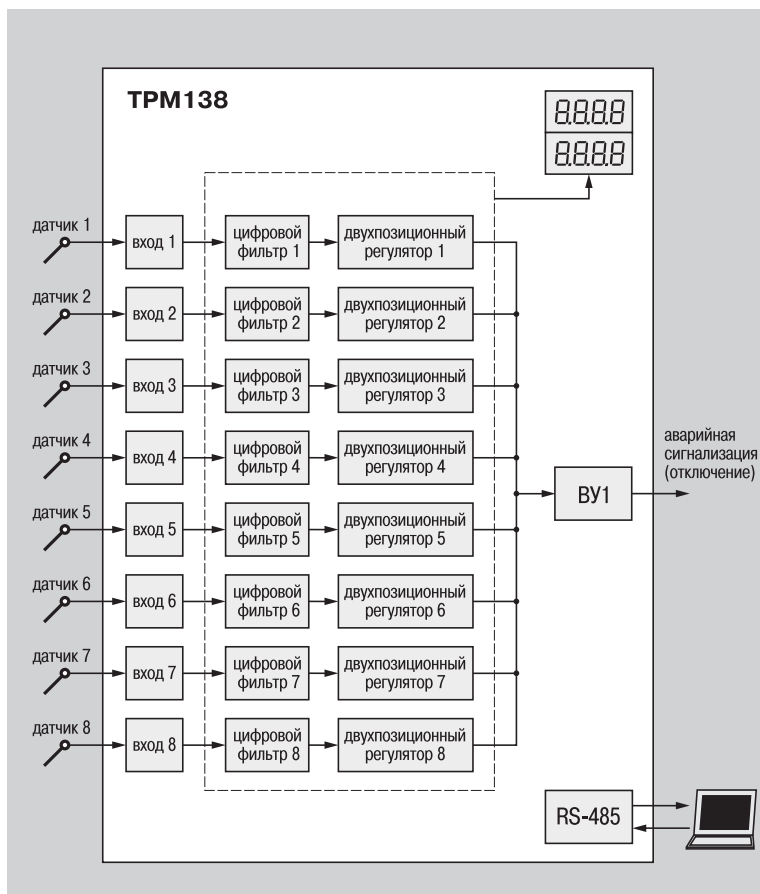 ТРМ138
8.8.8.8
8.8.8.8
датчик 1
вход 1
цифровой
фильтр 1
двухпозиционный
регулятор 1
датчик 2
вход 2
цифровой
фильтр 2
двухпозиционный
регулятор 2
датчик 3
вход 3
цифровой
фильтр 3
двухпозиционный
регулятор 3
датчик 4
вход 4
цифровой
фильтр 4
двухпозиционный
регулятор 4
аварийная
сигнализация
(отключение)
ВУ1
датчик 5
вход 5
цифровой
фильтр 5
двухпозиционный
регулятор 5
датчик 6
вход 6
цифровой
фильтр 6
двухпозиционный
регулятор 6
датчик 7
вход 7
цифровой
фильтр 7
двухпозиционный
регулятор 7
датчик 8
вход 8
цифровой
фильтр 8
двухпозиционный
регулятор 8
RS-485